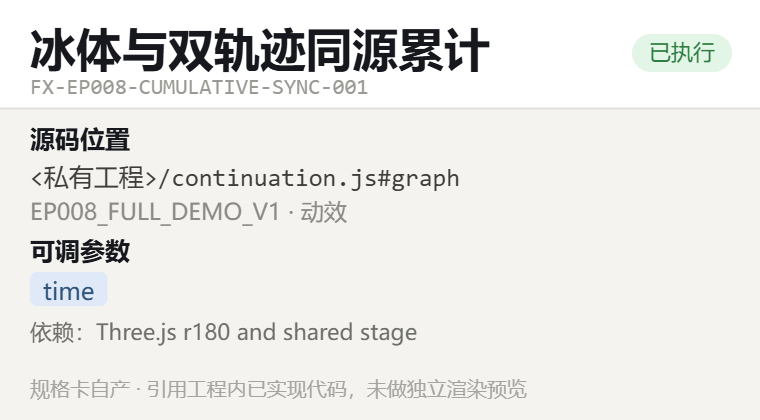 冰体与双轨迹同源累计
已执行
FX-EP008-CUMULATIVE-SYNC-001
源码位置
<私有工程>/continuation.js#graph
EP008_FULL_DEMO_V1 · 动效
可调参数
time
依赖：Three.js r180 and shared stage
规格卡自产 · 引用工程内已实现代码，未做独立渲染预览